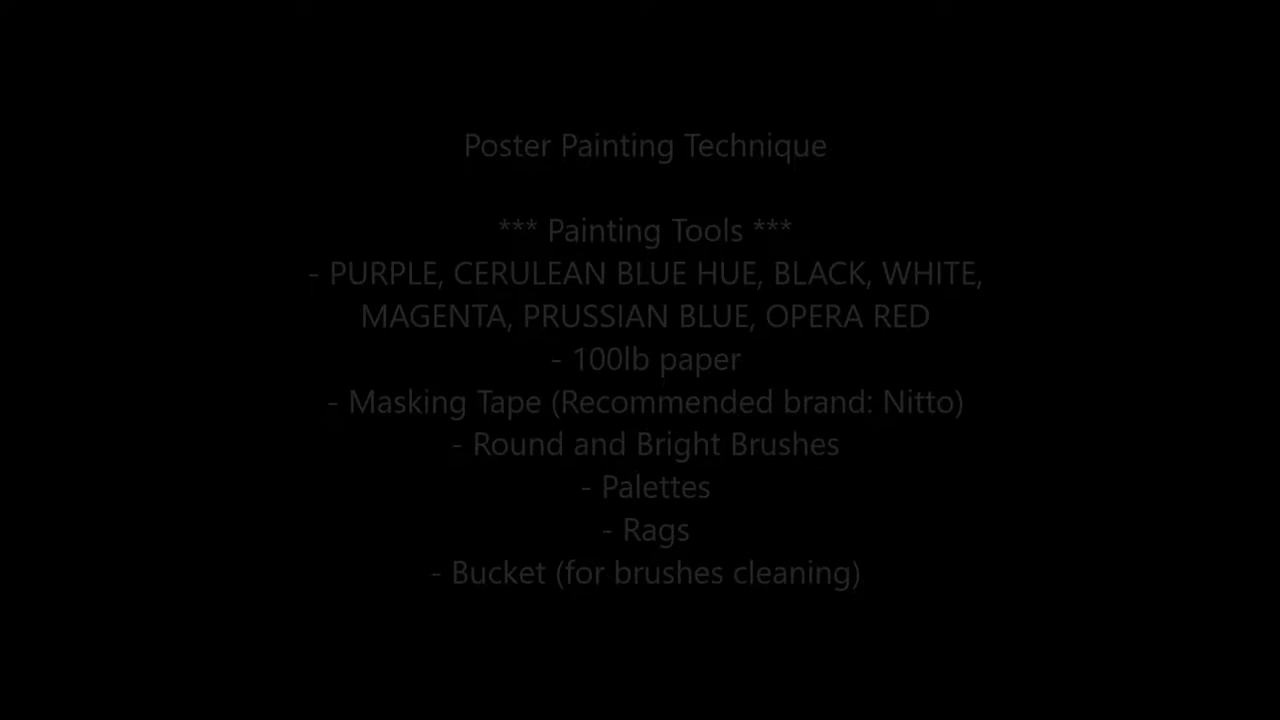 Poster Painting Technique
*** Painting Tools ***
- PURPLE, CERULEAN BLUE HUE, BLACK, WHITE,
MAGENTA, PRUSSIAN BLUE, OPERA RED
- 100lb paper
- Masking Tape (Recommended brand: Nitto)
- Round and Bright Brushes
- Palettes
- Rags
- Bucket (for brushes cleaning)